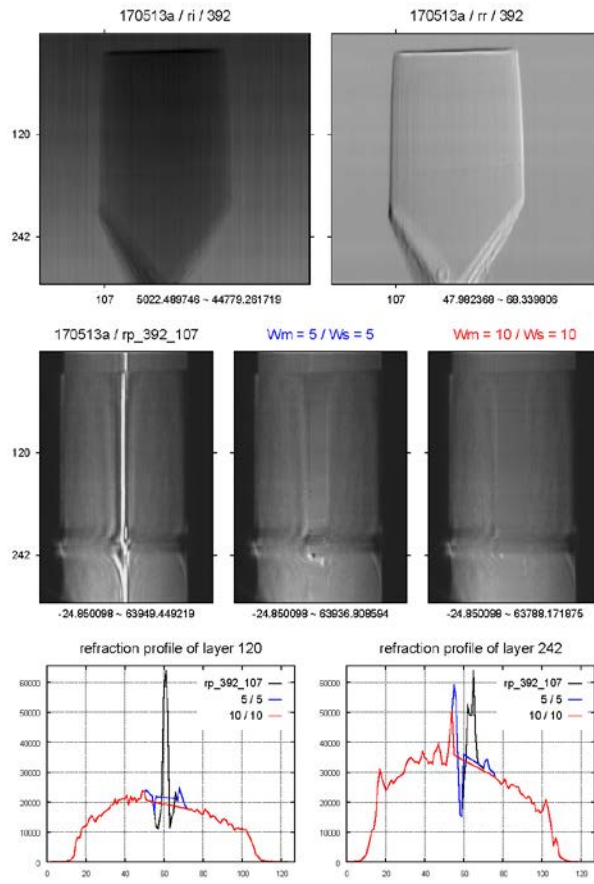 170513a / ri / 392
170513a / rr / 392
120
242
107
5022.489746 ~ 44779.261719
107
47.982368 ~ 68.339806
170513a / rp_392_107
Wm = 5 / Ws = 5
Wm = 10 / Ws = 10
120
242
-24.850098 ~ 63949.449219
-24.850098 ~ 63936.908594
-24.850098 ~ 63788.171875
refraction profile of layer 120
60000
50000
40000
30000
20000
10000
0
0 20 40 60 80 100 120
rp_392_107
5 / 5
10 / 10
refraction profile of layer 242
60000
50000
40000
30000
20000
10000
0
0 20 40 60 80 100 120
rp_392_107
5 / 5
10 / 10